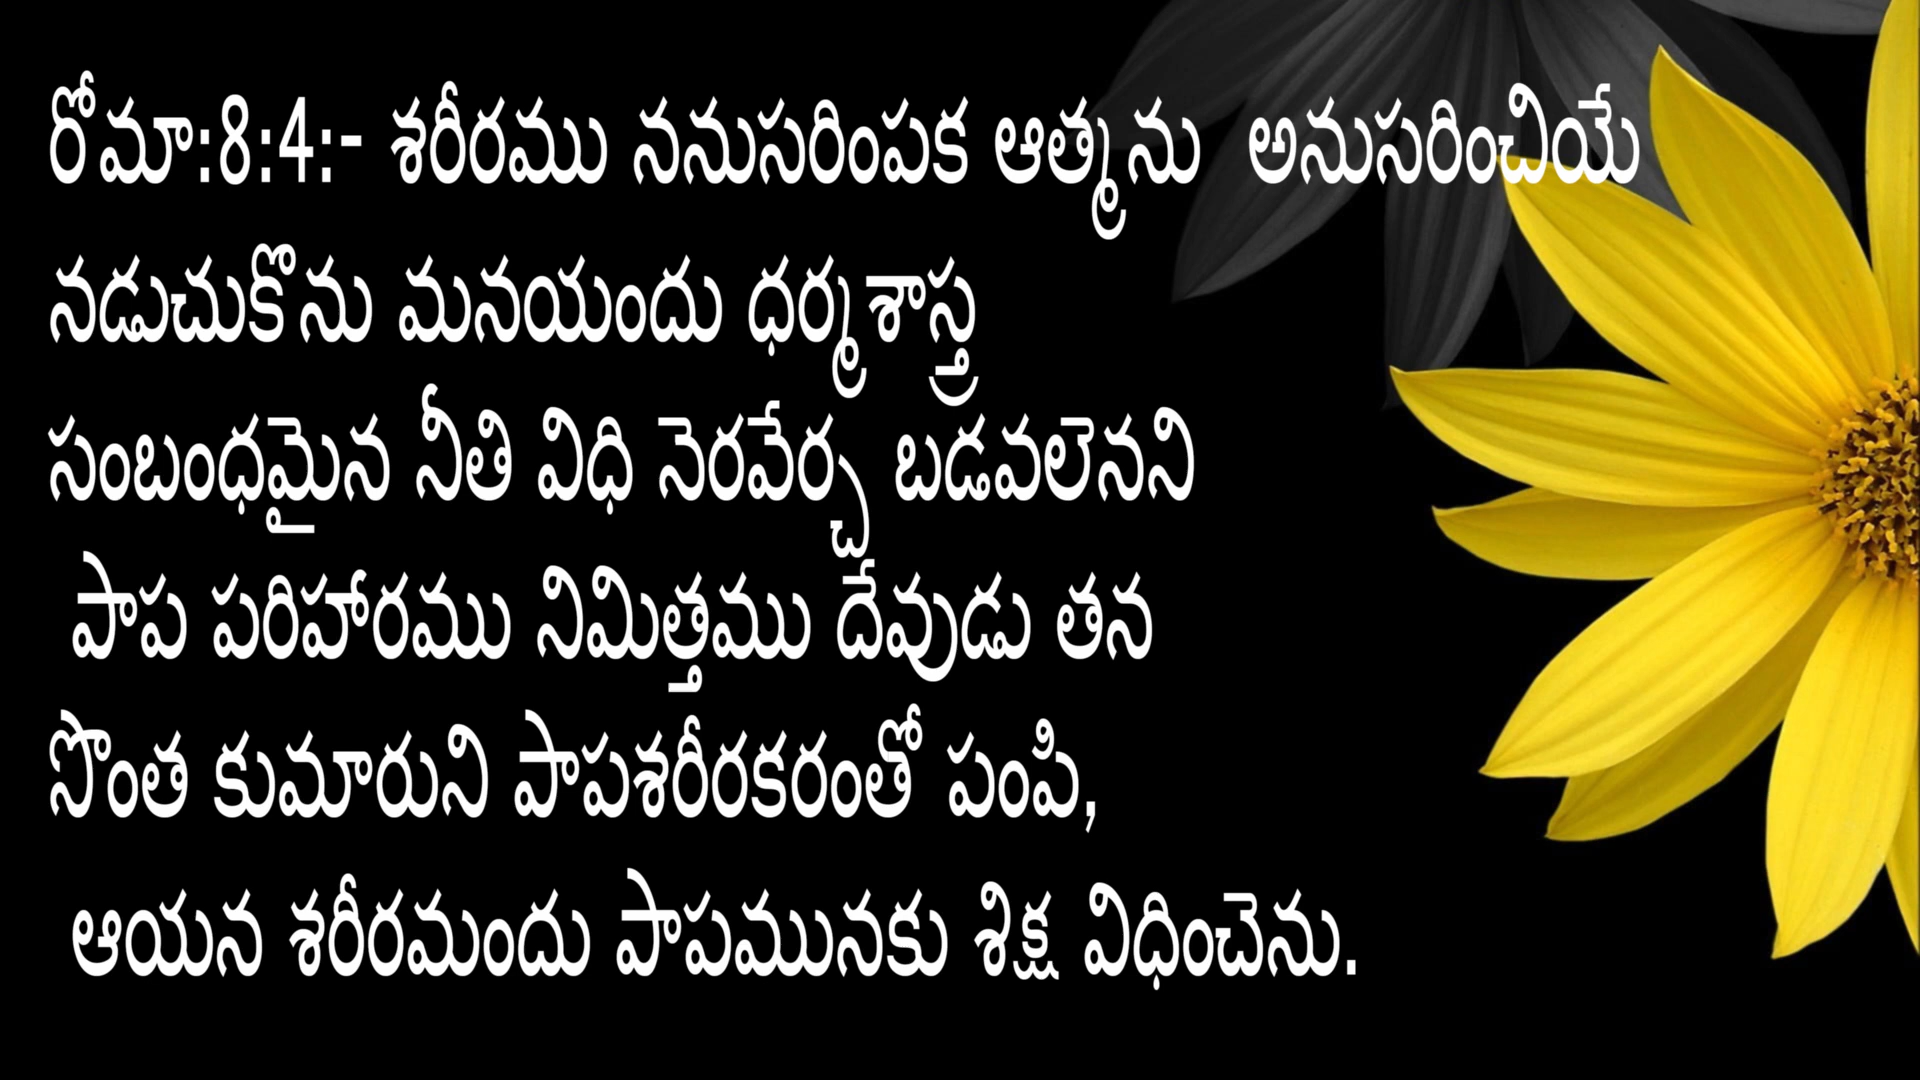 రోమా:8:4:- శరీరము ననుసరింపక ఆత్మను  అనుసరించియే
నడుచుకొను మనయందు ధర్మశాస్త్ర
సంబంధమైన నీతి విధి నెరవేర్చ బడవలెనని
పాప పరిహారము నిమిత్తము దేవుడు తన
సొంత కుమారుని పాపశరీరకరంతో పంపి,
ఆయన శరీరమందు పాపమునకు శిక్ష విధించెను.